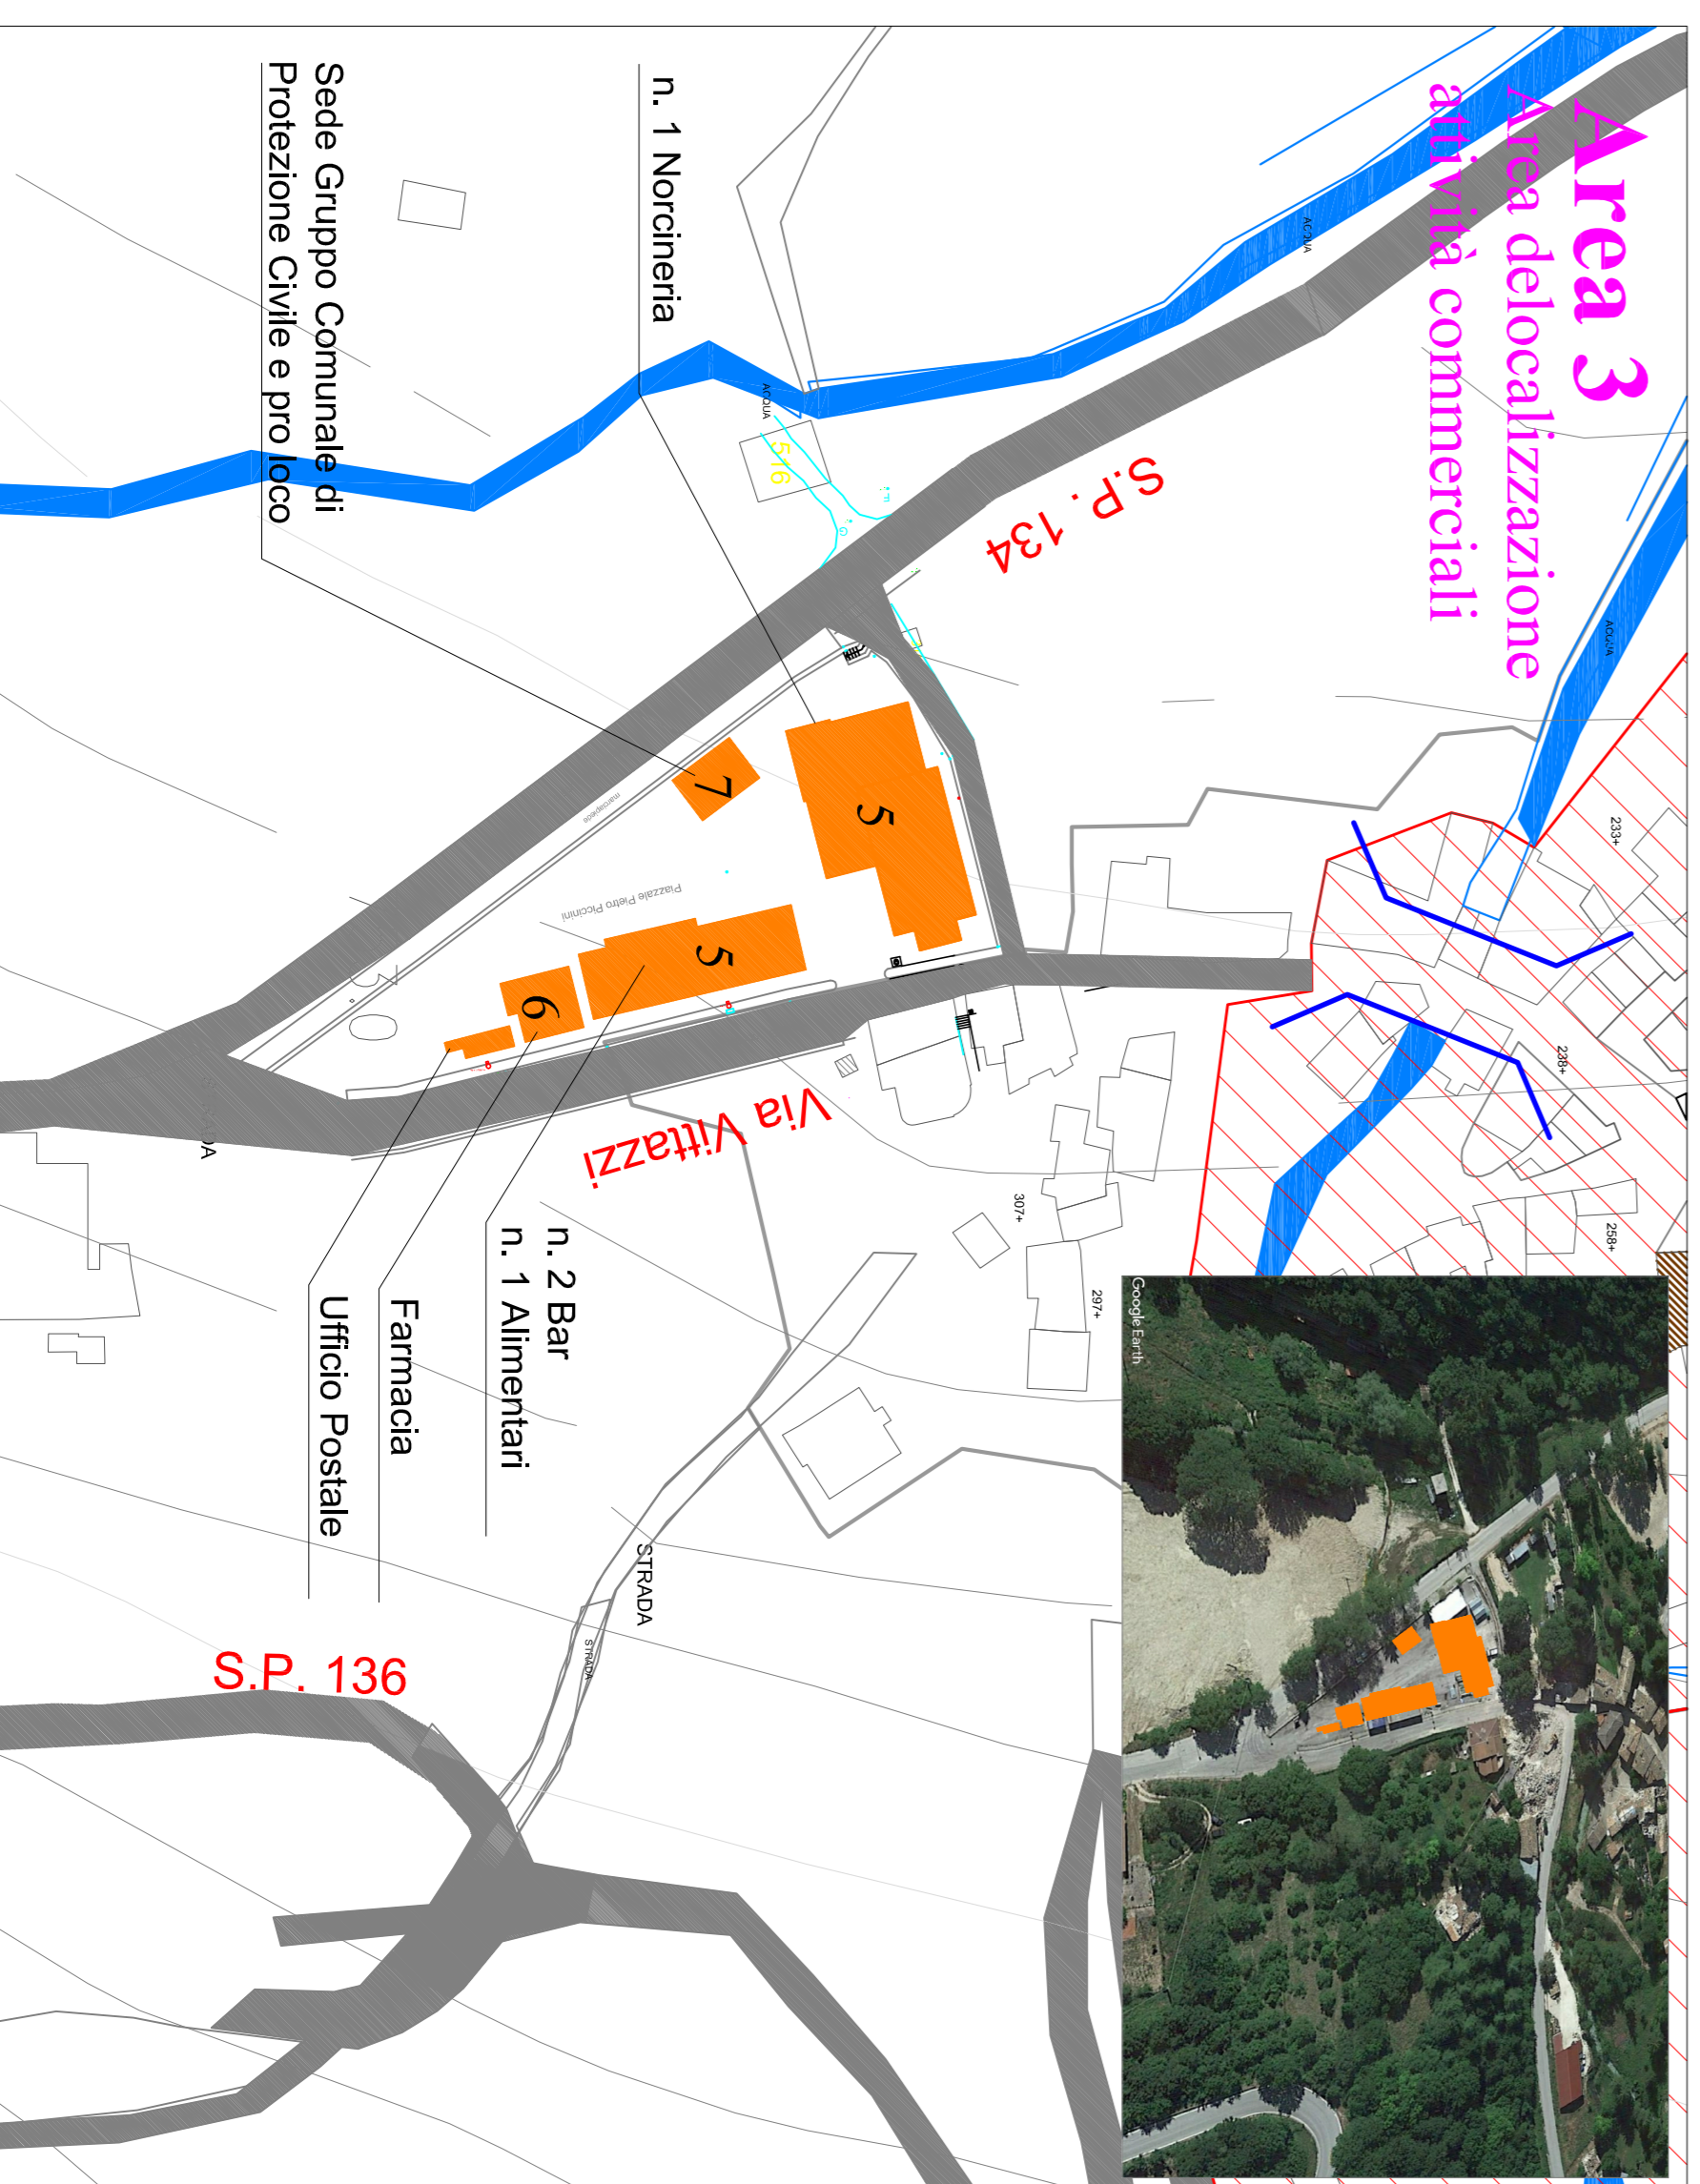 Area 3
Area delocalizzazione
attività commerciali
ACQUA
ACQUA
ACQUA
n. 1 Norcineria
Sede Gruppo Comunale di
Protezione Civile e pro loco
516
S.P. 134
marciapiede
Piazzale Pietro Piccinini
5
7
5
6
233+
238+
258+
307+
297+
Via Vittazzi
n. 2 Bar
n. 1 Alimentari
Farmacia
Ufficio Postale
STRADA
STRADA
S.P. 136
Google Earth